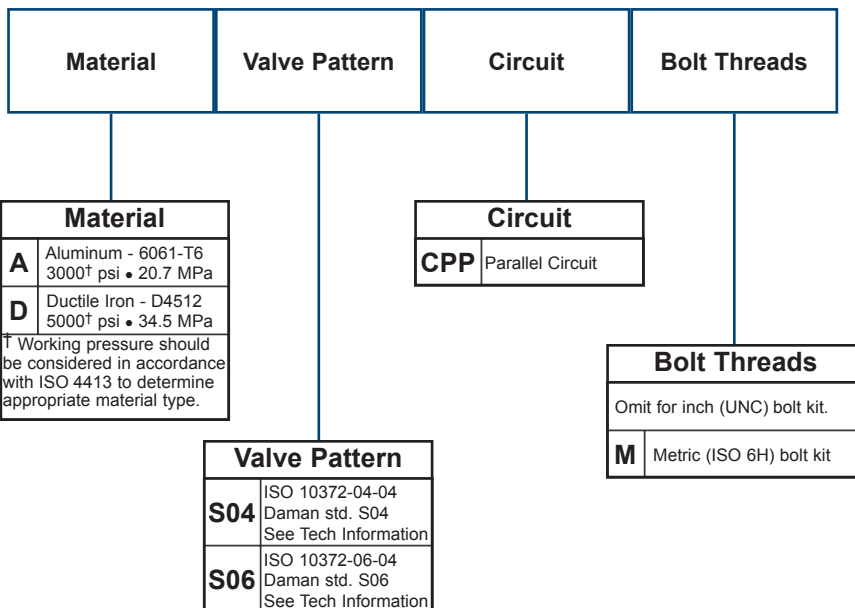 Material
Valve Pattern
Circuit
Bolt Threads
Material
A
Aluminum - 6061-T6
3000† psi • 20.7 MPa
D
Ductile Iron - D4512
5000† psi • 34.5 MPa
† Working pressure should
be considered in accordance
with ISO 4413 to determine
appropriate material type.
Valve Pattern
S04
ISO 10372-04-04
Daman std. S04
See Tech Information
S06
ISO 10372-06-04
Daman std. S06
See Tech Information
Circuit
CPP
Parallel Circuit
Bolt Threads
Omit for inch (UNC) bolt kit.
M
Metric (ISO 6H) bolt kit